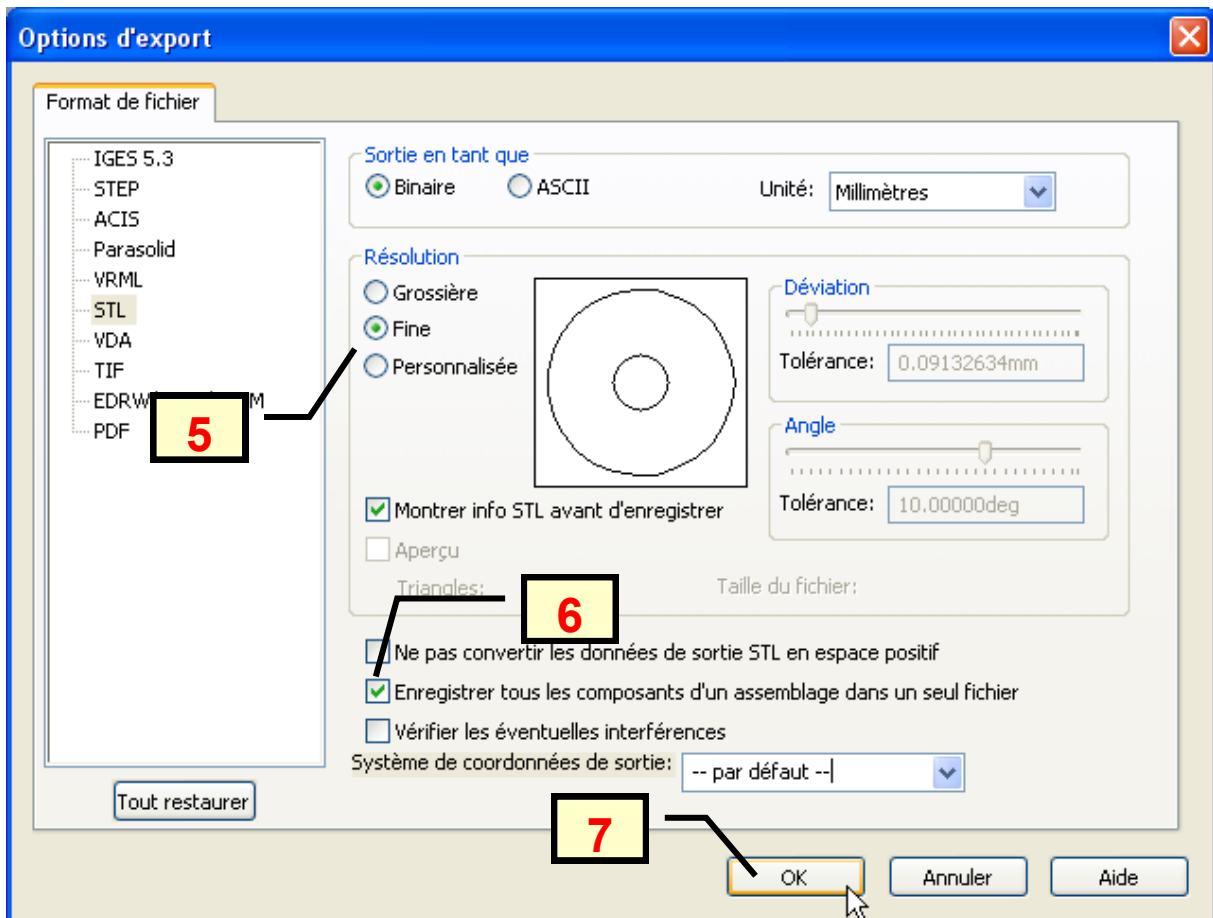 Options d'export
Format de fichier
IGES 5.3
STEP
ACIS
Parasolid
VRML
STL
VDA
TIF
EDRW
PDF
Tout restaurer
Sortie en tant que
Binaire ASCII Unité: Millimètres
Résolution
Grossière
Fine
Personnalisée
Déviation
Tolérance: 0.09132634mm
Angle
Tolérance: 10.00000deg
Montrer info STL avant d'enregistrer
Aperçu
Triangles: Taille du fichier:
Ne pas convertir les données de sortie STL en espace positif
Enregistrer tous les composants d'un assemblage dans un seul fichier
Vérifier les éventuelles interférences
Système de coordonnées de sortie: -- par défaut --
5
6
7
OK Annuler Aide